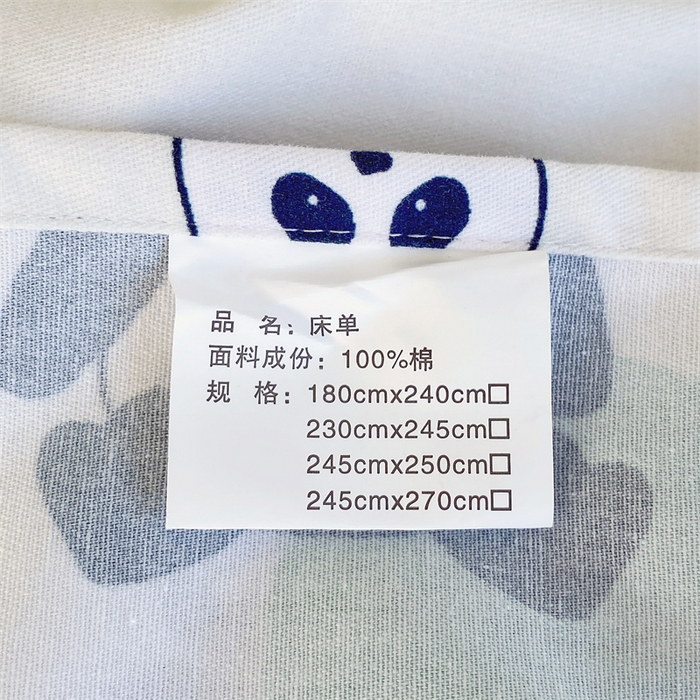 品 名：床单
面料成份：100%棉
规 格：180cmx240cm□
230cmx245cm□
245cmx250cm□
245cmx270cm□